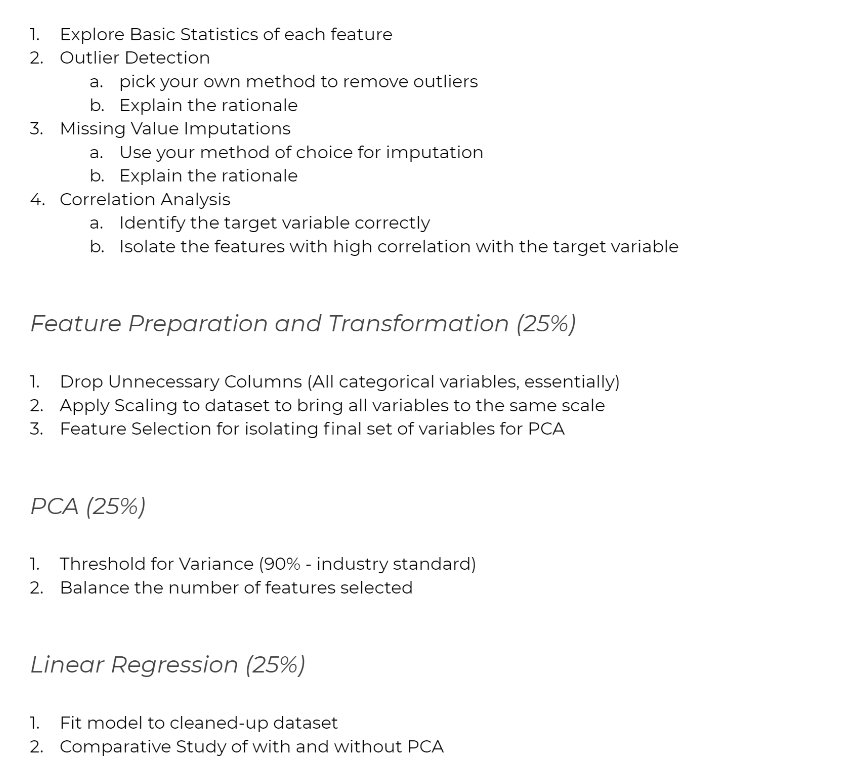 1. Explore Basic Statistics of each feature
2. Outlier Detection
a. pick your own method to remove outliers
b. Explain the rationale
3. Missing Value Imputations
a. Use your method of choice for imputation
b. Explain the rationale
4. Correlation Analysis
a. Identify the target variable correctly
b. Isolate the features with high correlation with the target variable
Feature Preparation and Transformation (25%)
1. Drop Unnecessary Columns (All categorical variables, essentially)
2. Apply Scaling to dataset to bring all variables to the same scale
3. Feature Selection for isolating final set of variables for PCA
PCA (25%)
1. Threshold for Variance (90% - industry standard)
2. Balance the number of features selected
Linear Regression (25%)
1. Fit model to cleaned-up dataset
2. Comparative Study of with and without PCA